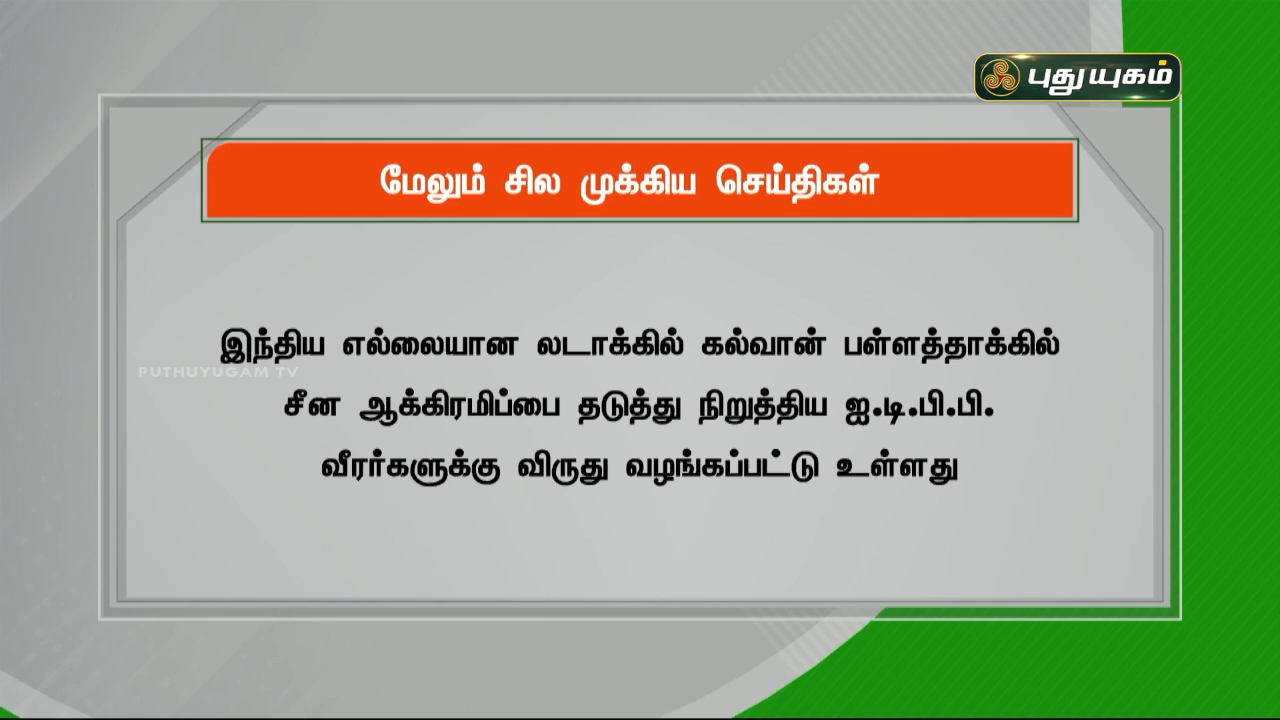 புதுயுகம்
மேலும் சில முக்கிய செய்திகள்
இந்திய எல்லையான லடாக்கில் கல்வான் பள்ளத்தாக்கில்
PUTHUYUGAM TV
சீன ஆக்கிரமிப்பை தடுத்து நிறுத்திய ஐ.டி.பி.பி.
வீரர்களுக்கு விருது வழங்கப்பட்டு உள்ளது